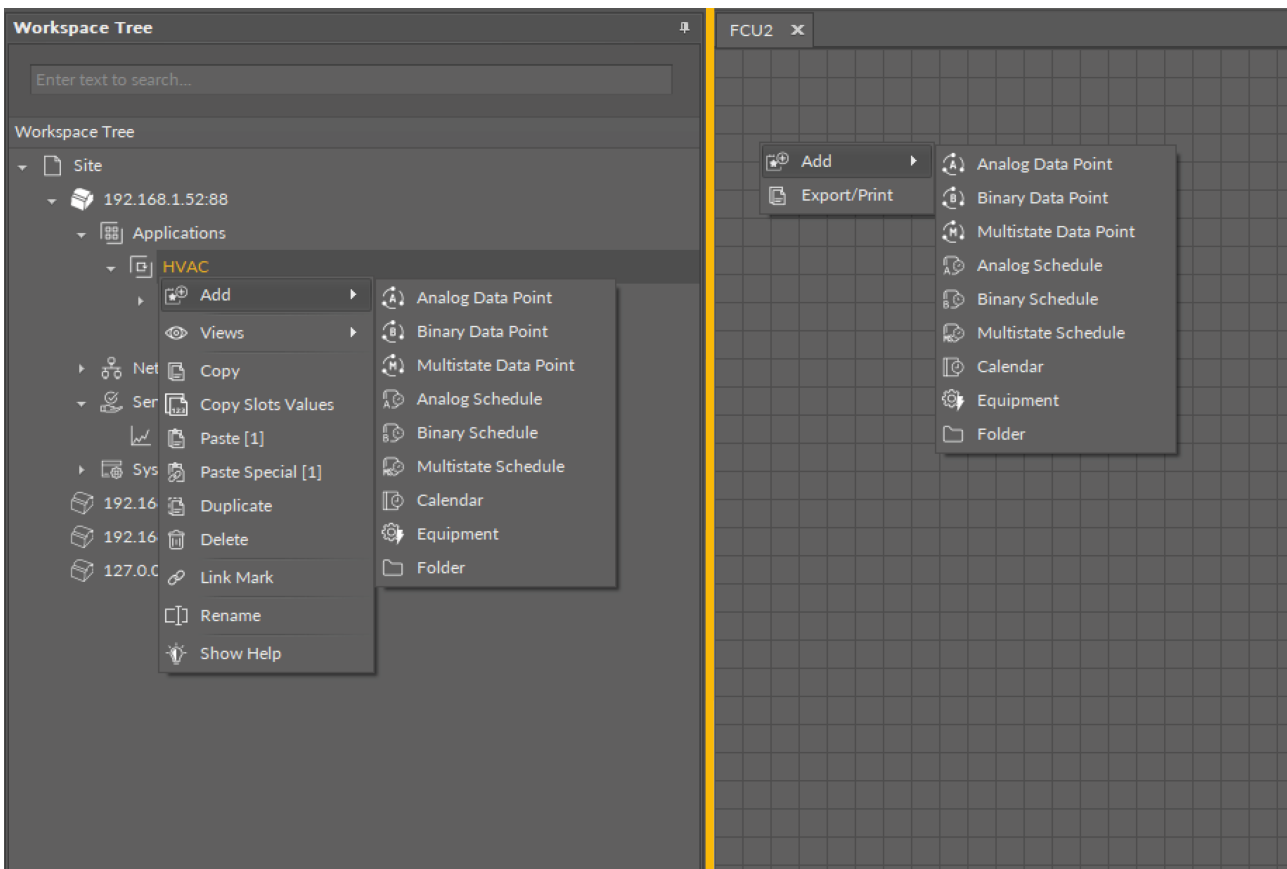 Workspace Tree
Enter text to search...
Workspace Tree
Site
192.168.1.52:88
Applications
HVAC
Add
Views
Net
Copy
Ser
Copy Slots Values
Paste [1]
Sys
Paste Special [1]
192.16
Duplicate
192.16
Delete
127.0.0
Link Mark
Rename
Show Help
Analog Data Point
Binary Data Point
Multistate Data Point
Analog Schedule
Binary Schedule
Multistate Schedule
Calendar
Equipment
Folder
FCU2
Add
Export/Print
Analog Data Point
Binary Data Point
Multistate Data Point
Analog Schedule
Binary Schedule
Multistate Schedule
Calendar
Equipment
Folder